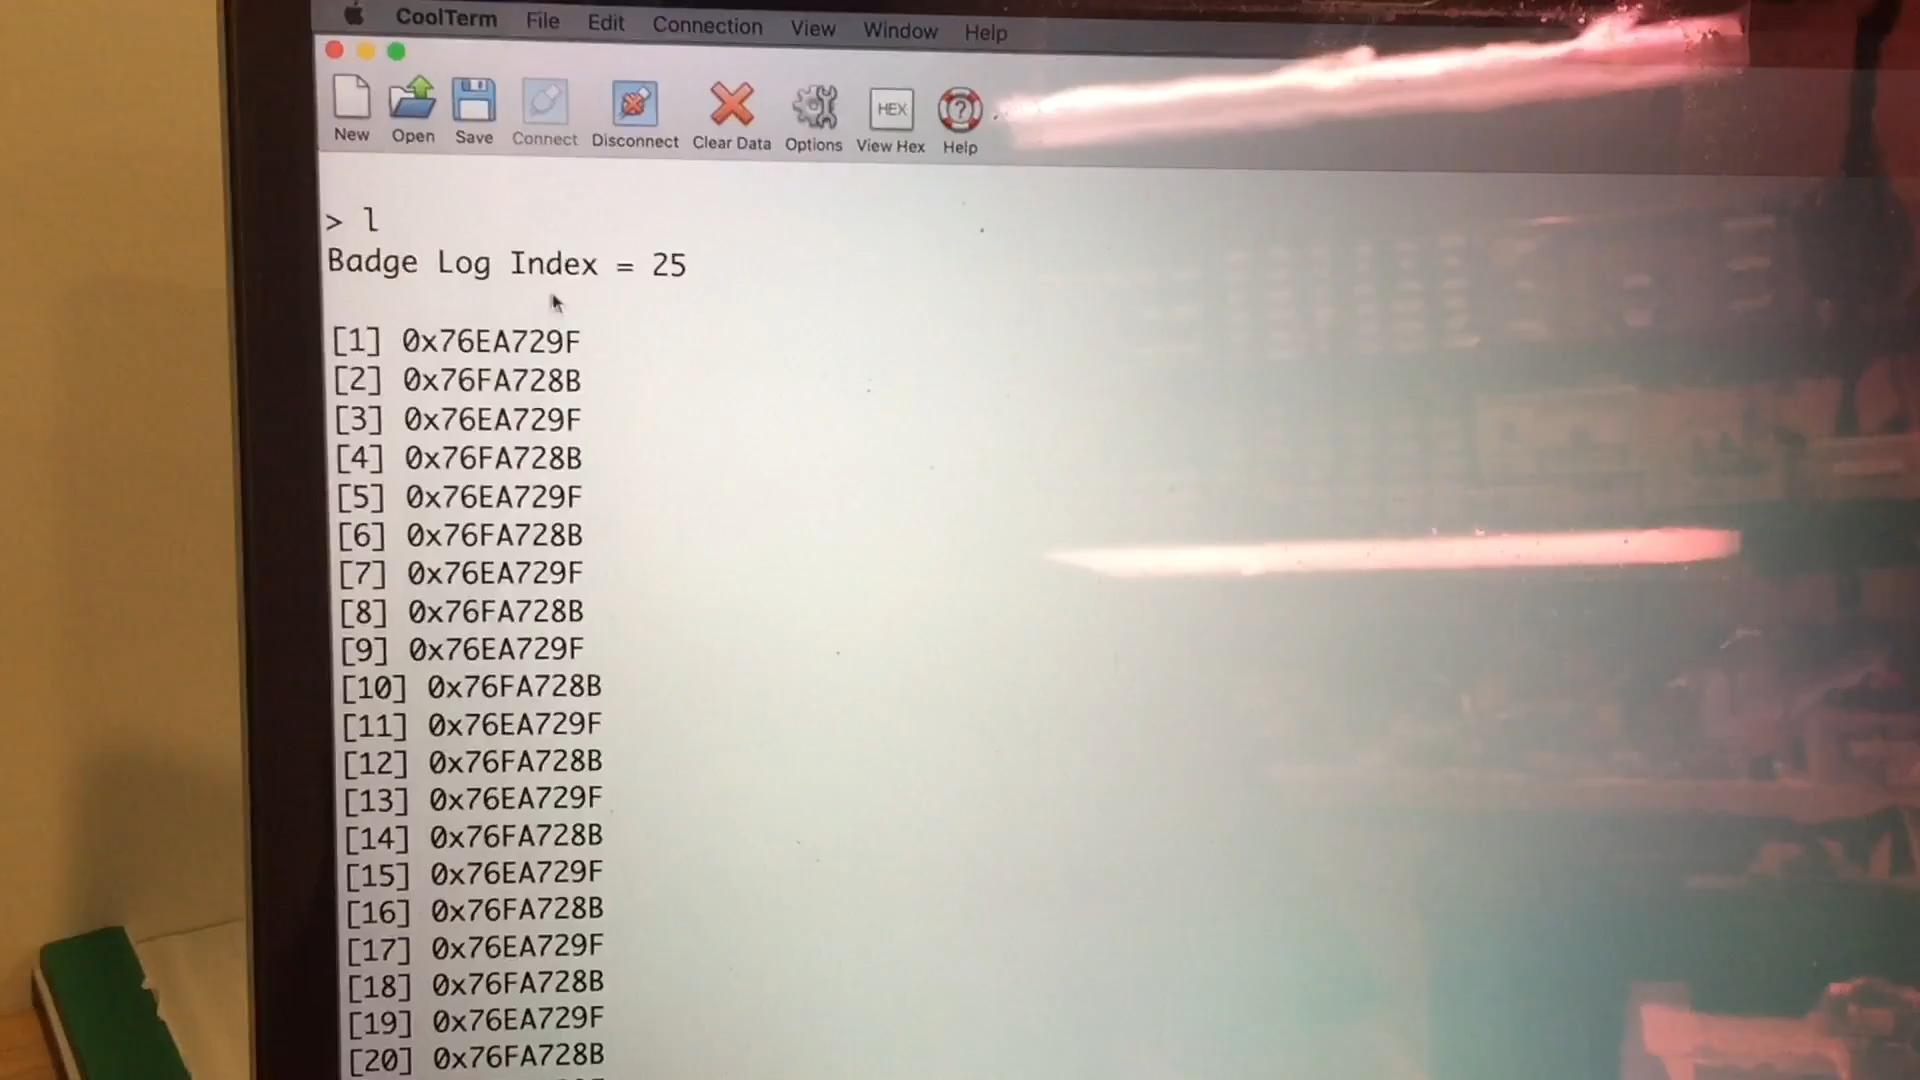 CoolTerm File Edit Connection View Window Help
HEX
New Open Save Connect Disconnect Clear Data Options View Hex Help
> l
Badge Log Index = 25
[1] 0x76EA729F
[2] 0x76FA728B
[3] 0x76EA729F
[4] 0x76FA728B
[5] 0x76EA729F
[6] 0x76FA728B
[7] 0x76EA729F
[8] 0x76FA728B
[9] 0x76EA729F
[10] 0x76FA728B
[11] 0x76EA729F
[12] 0x76FA728B
[13] 0x76EA729F
[14] 0x76FA728B
[15] 0x76EA729F
[16] 0x76FA728B
[17] 0x76EA729F
[18] 0x76FA728B
[19] 0x76EA729F
[20] 0x76FA728B